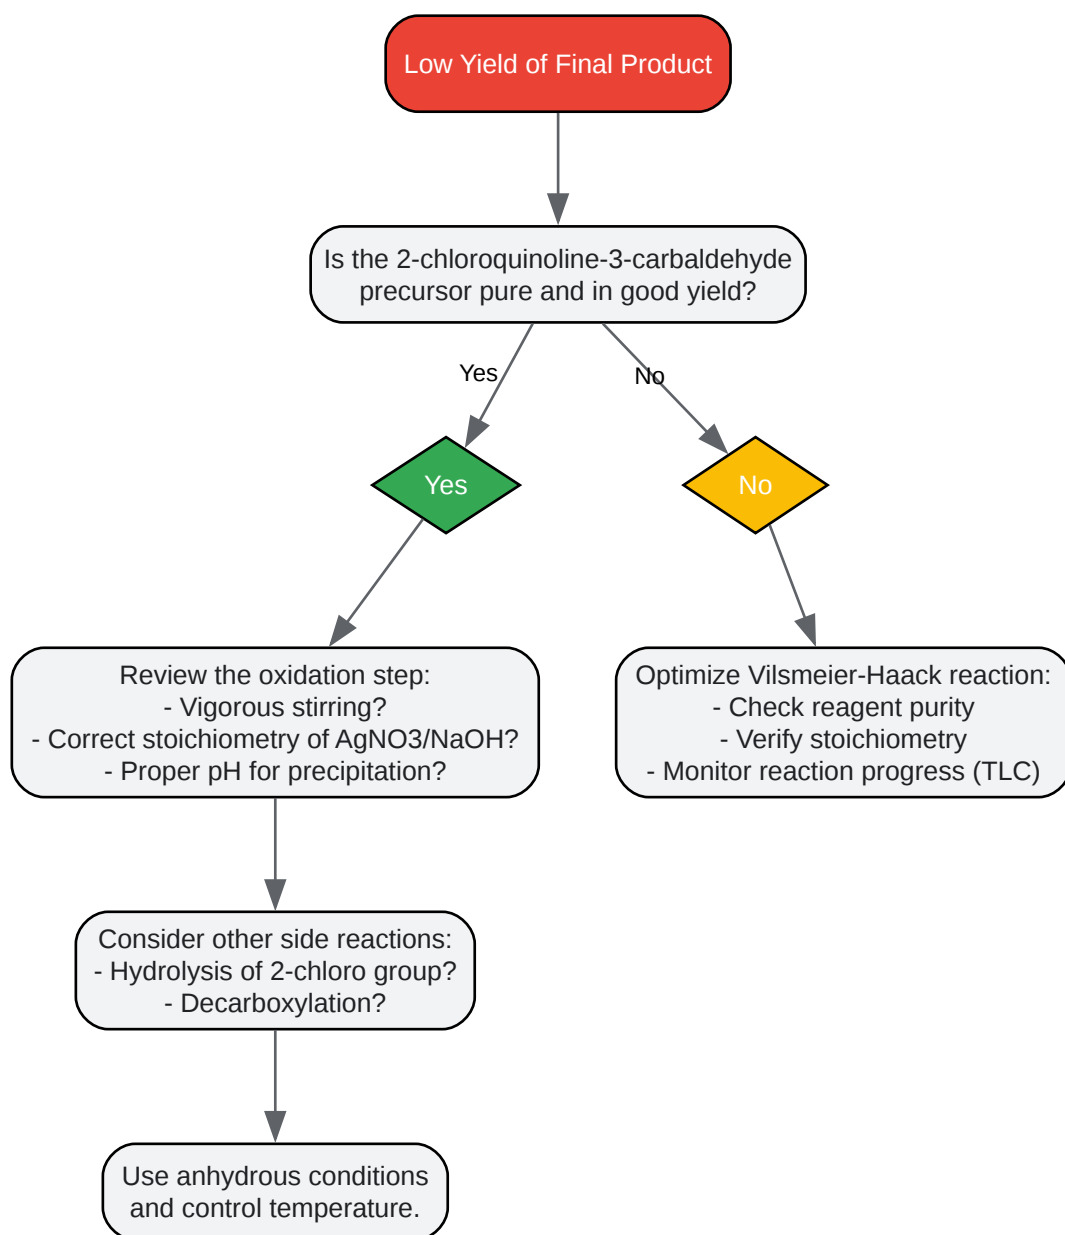 Low Yield of Final Product
Is the 2-chloroquinoline-3-carbaldehyde
precursor pure and in good yield?
Yes
No
Yes
No
Review the oxidation step:
- Vigorous stirring?
- Correct stoichiometry of AgNO3/NaOH?
- Proper pH for precipitation?
Optimize Vilsmeier-Haack reaction:
- Check reagent purity
- Verify stoichiometry
- Monitor reaction progress (TLC)
Consider other side reactions:
- Hydrolysis of 2-chloro group?
- Decarboxylation?
Use anhydrous conditions
and control temperature.